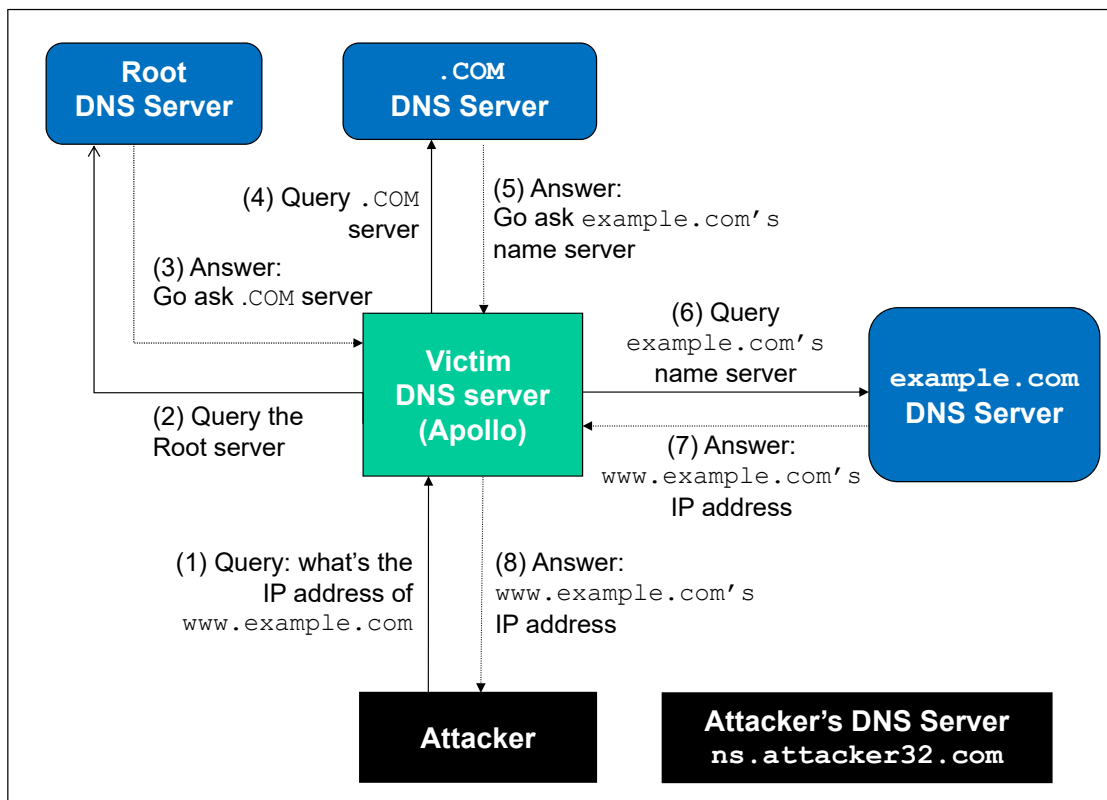 Root
DNS Server
.COM
DNS Server
(4) Query .COM
server
(5) Answer:
Go ask example.com's
name server
(3) Answer:
Go ask .COM server
Victim
DNS server
(Apollo)
(6) Query
example.com's
name server
example.com
DNS Server
(2) Query the
Root server
(7) Answer:
www.example.com's
IP address
(1) Query: what's the
IP address of
www.example.com
(8) Answer:
www.example.com's
IP address
Attacker
Attacker's DNS Server
ns.attacker32.com